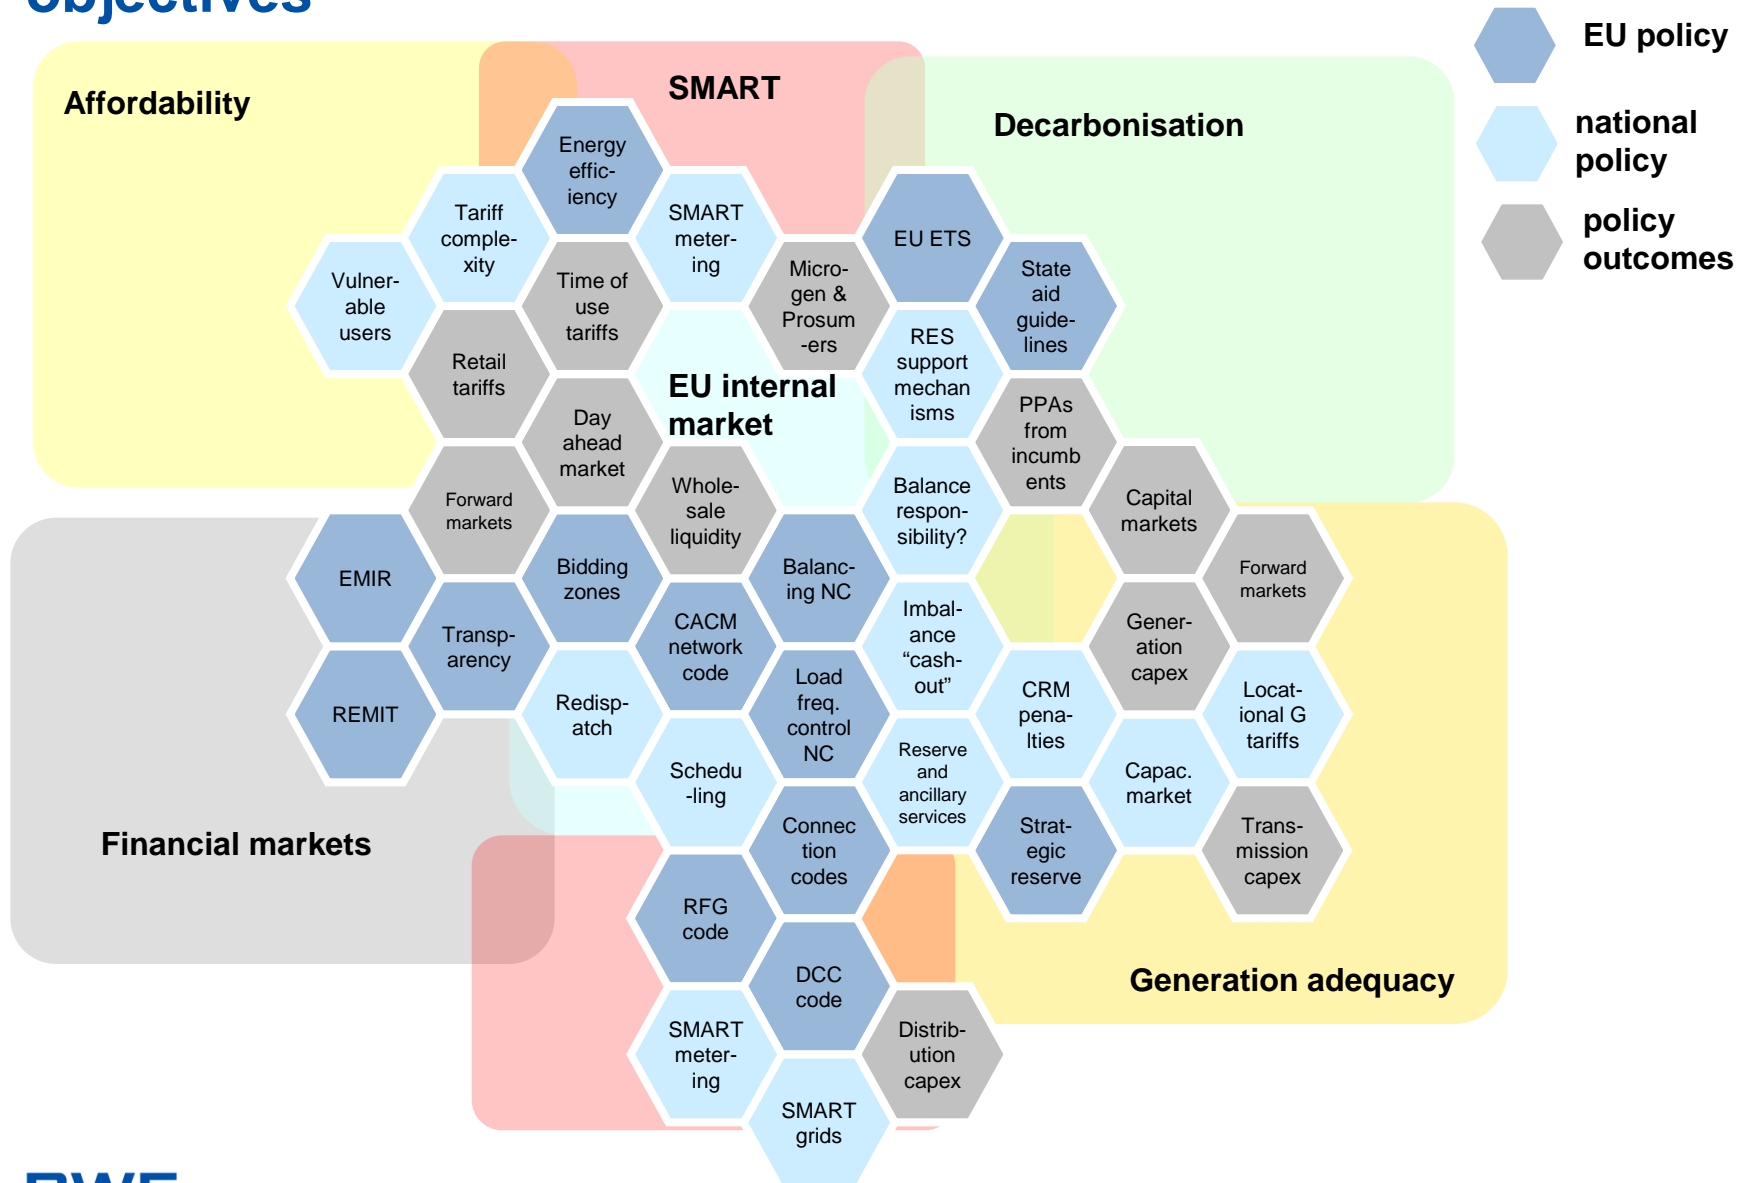 objectives
EU policy
national
policy
policy
outcomes
Affordability
SMART
Decarbonisation
Energy
effic-
iency
Tariff
comple-
xity
SMART
meter-
ing
EU ETS
Vulner-
able
users
Time of
use
tariffs
Micro-
gen &
Prosum
-ers
State
aid
guide-
lines
Retail
tariffs
RES
support
mechan
isms
EU internal
market
Day
ahead
market
PPAs
from
incumb
ents
Forward
markets
Whole-
sale
liquidity
Balance
respon-
sibility?
Capital
markets
EMIR
Bidding
zones
Balanc-
ing NC
Forward
markets
Transp-
arency
CACM
network
code
Imbal-
ance
“cash-
out”
Gener-
ation
capex
REMIT
Redisp-
atch
Load
freq.
control
NC
CRM
pena-
lties
Locat-
ional G
tariffs
Schedu
-ling
Reserve
and
ancillary
services
Capac.
market
Financial markets
Connec
tion
codes
Strat-
egic
reserve
Trans-
mission
capex
RFG
code
DCC
code
Generation adequacy
SMART
meter-
ing
Distrib-
ution
capex
SMART
grids
RWE